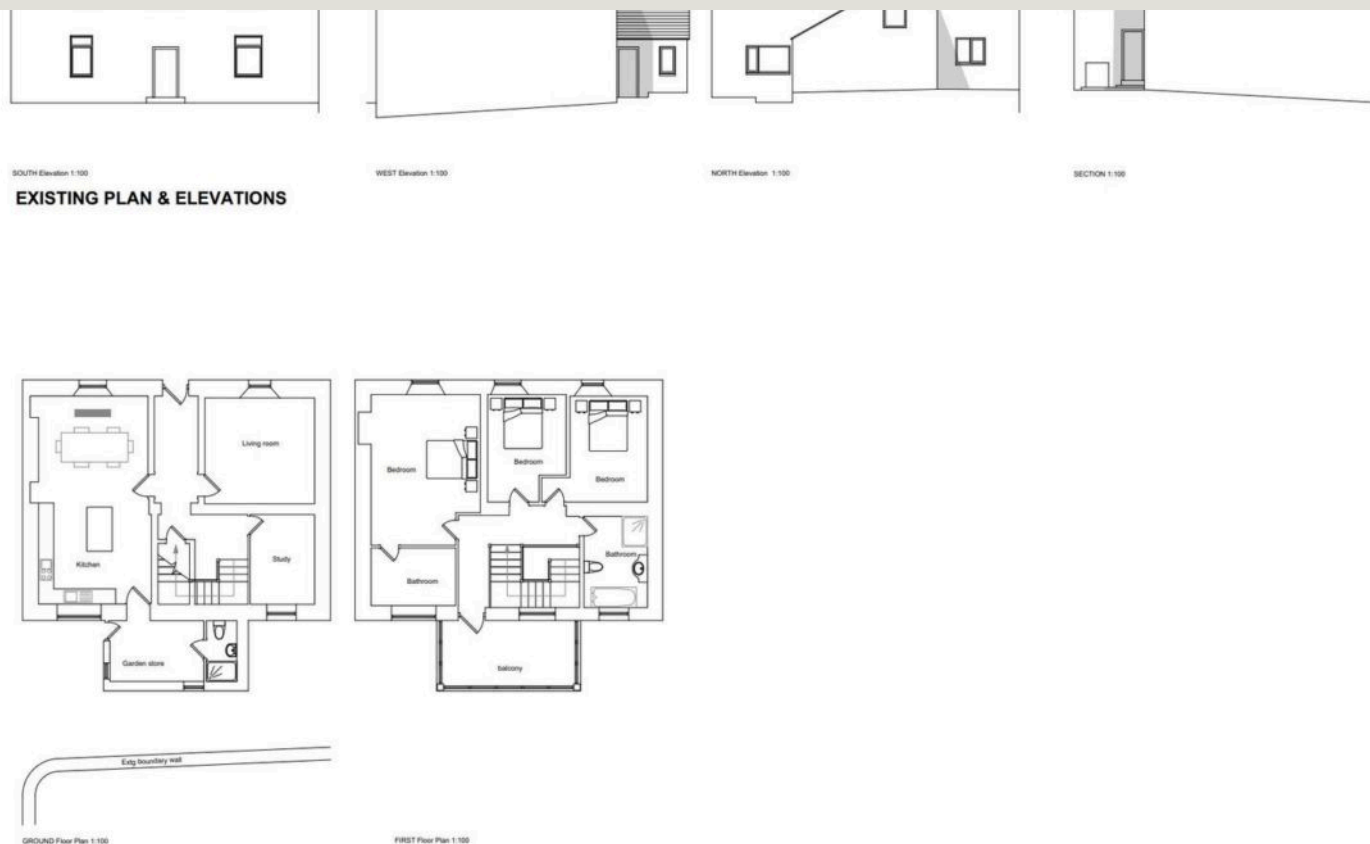 SOUTH Elevation 1:100
WEST Elevation 1:100
NORTH Elevation 1:100
SECTION 1:100
EXISTING PLAN & ELEVATIONS
Living room
Bedroom
Bedroom
Bedroom
Kitchen
Study
Bathroom
Bathroom
Garden store
balcony
Extg boundary wall
GROUND Floor Plan 1:100
FIRST Floor Plan 1:100